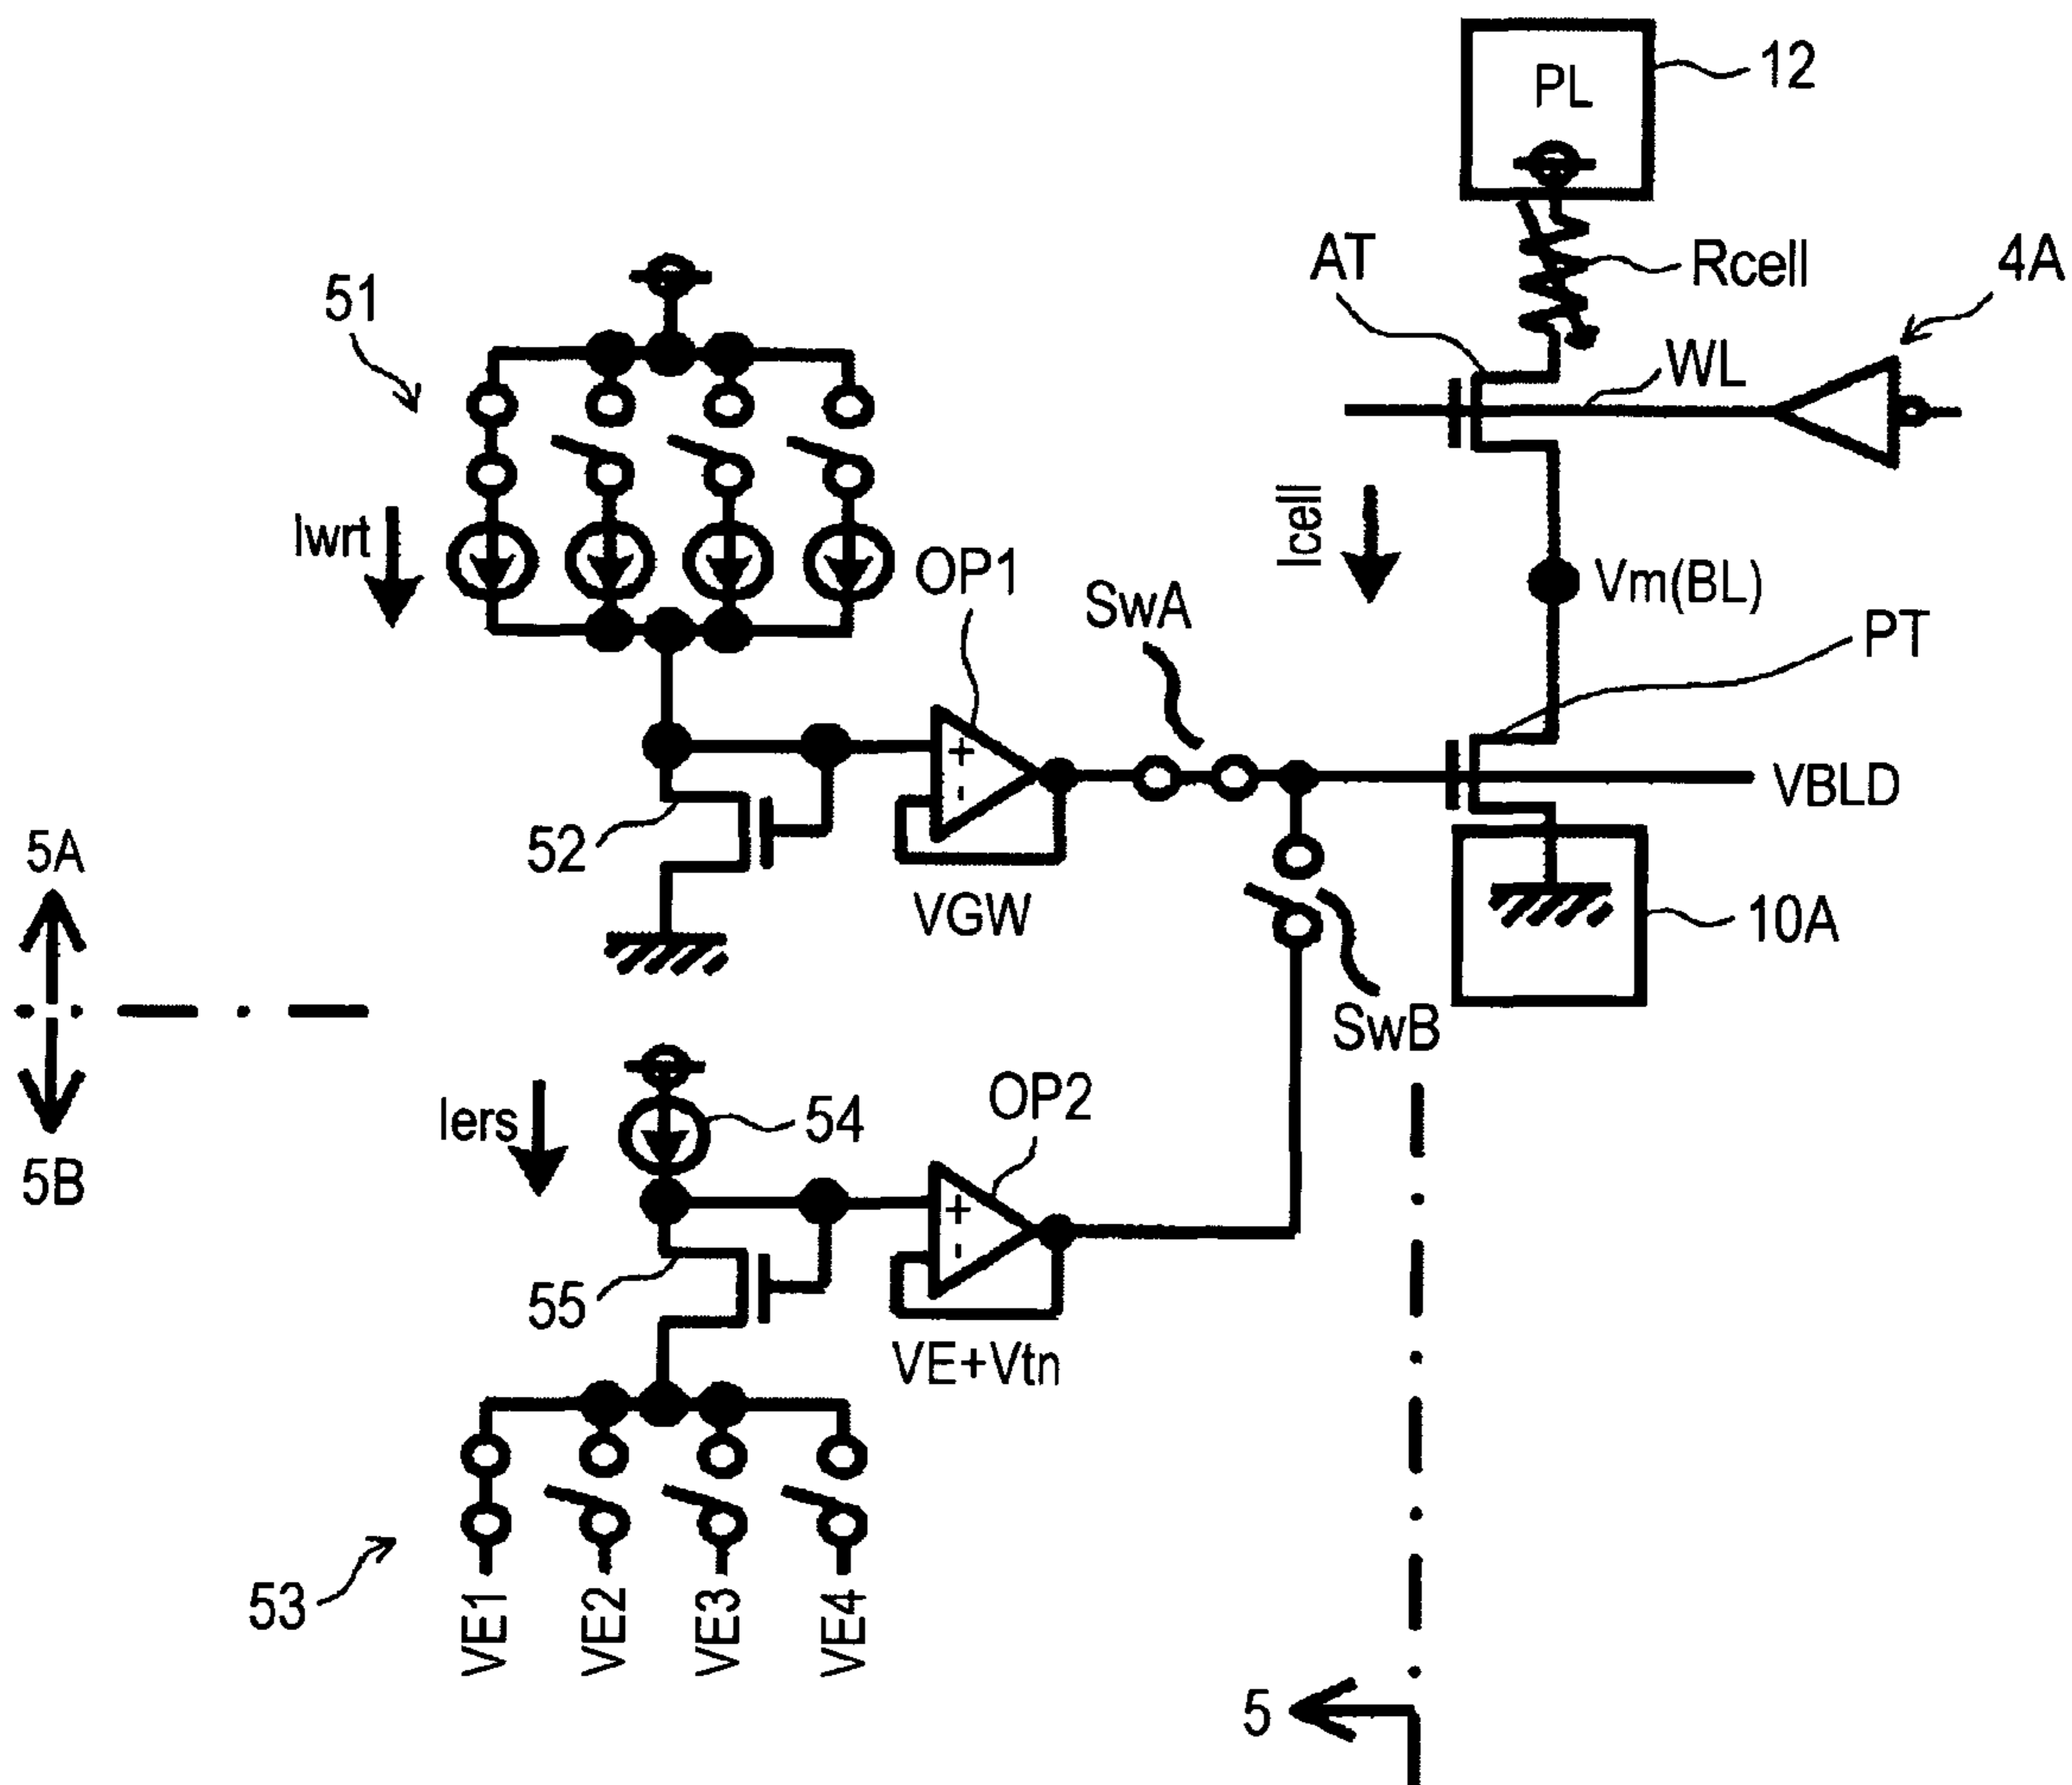 PL
12
AT
Rcell
4A
51
WL
Iwrt
OP1
Icell
Vm(BL)
SwA
PT
+
-
VBLD
52
5A
VGW
10A
SwB
Iers
54
OP2
5B
+
-
55
VE+Vtn
53
VE1
VE2
VE3
VE4
5